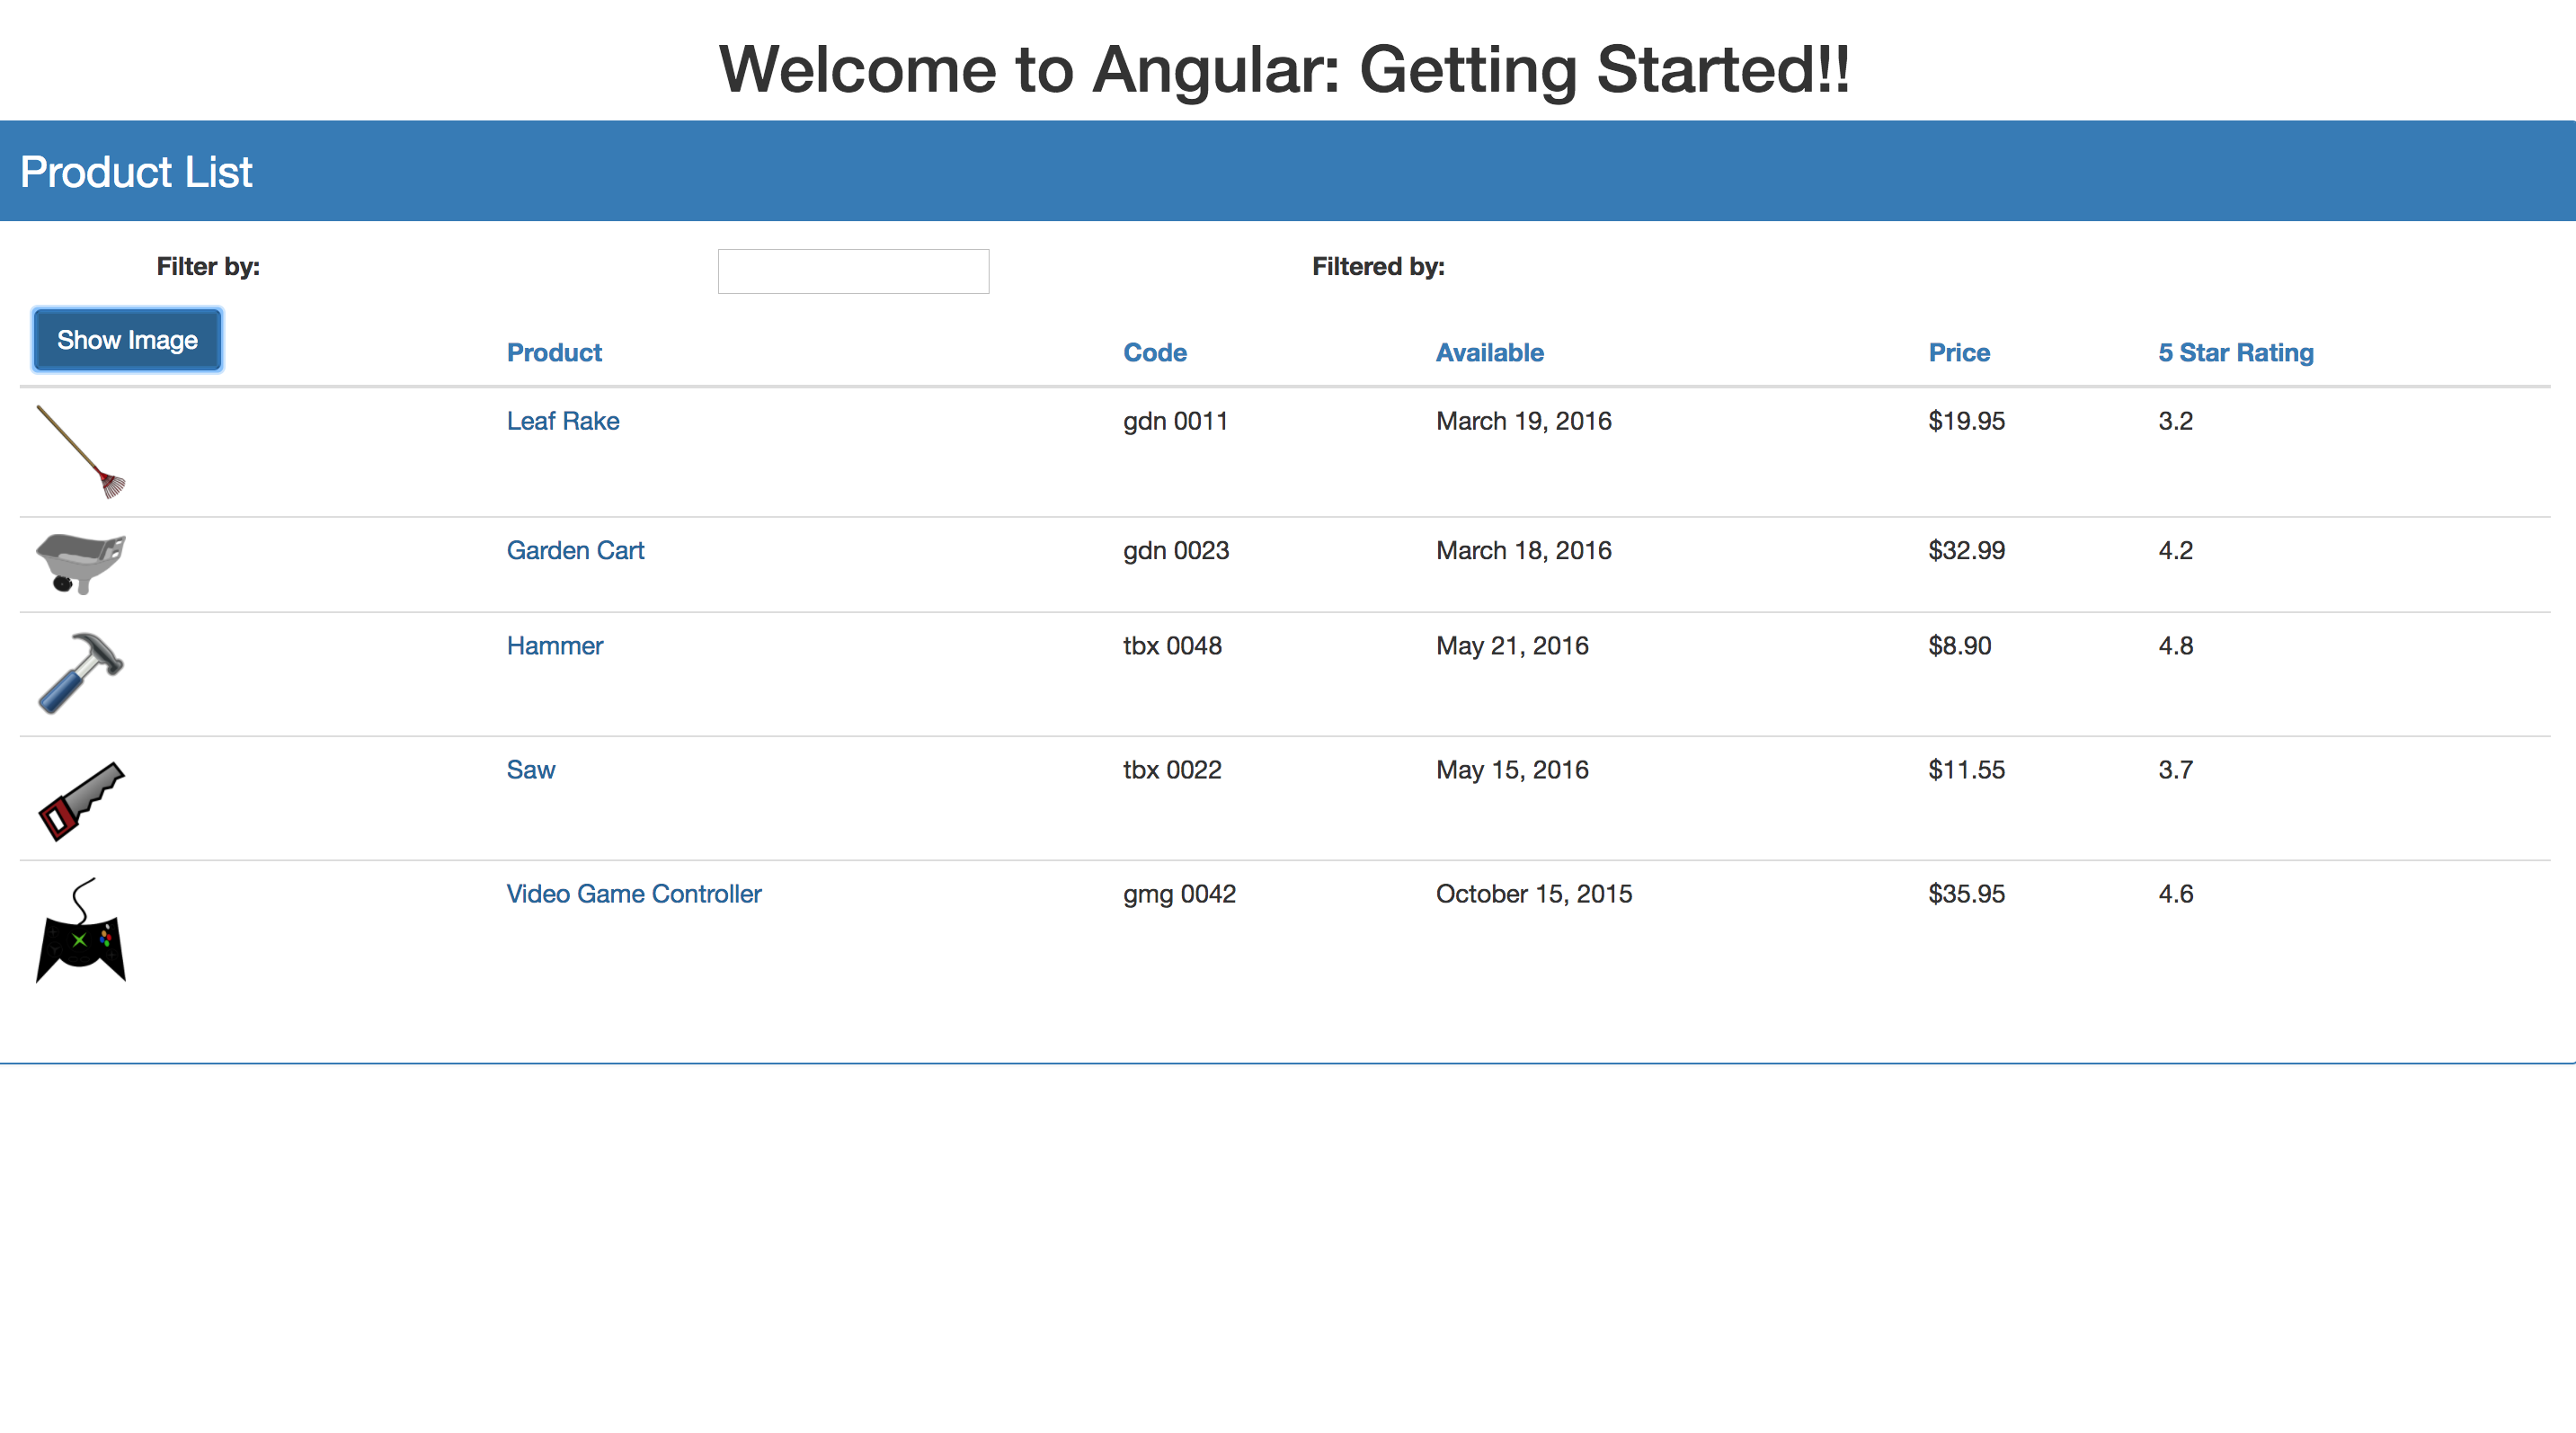 Welcome to Angular: Getting Started!!
Product List
Filter by: Filtered by:
Show Image Product Code Available Price 5 Star Rating
Leaf Rake gdn 0011 March 19, 2016 $19.95 3.2
Garden Cart gdn 0023 March 18, 2016 $32.99 4.2
Hammer tbx 0048 May 21, 2016 $8.90 4.8
Saw tbx 0022 May 15, 2016 $11.55 3.7
Video Game Controller gmg 0042 October 15, 2015 $35.95 4.6